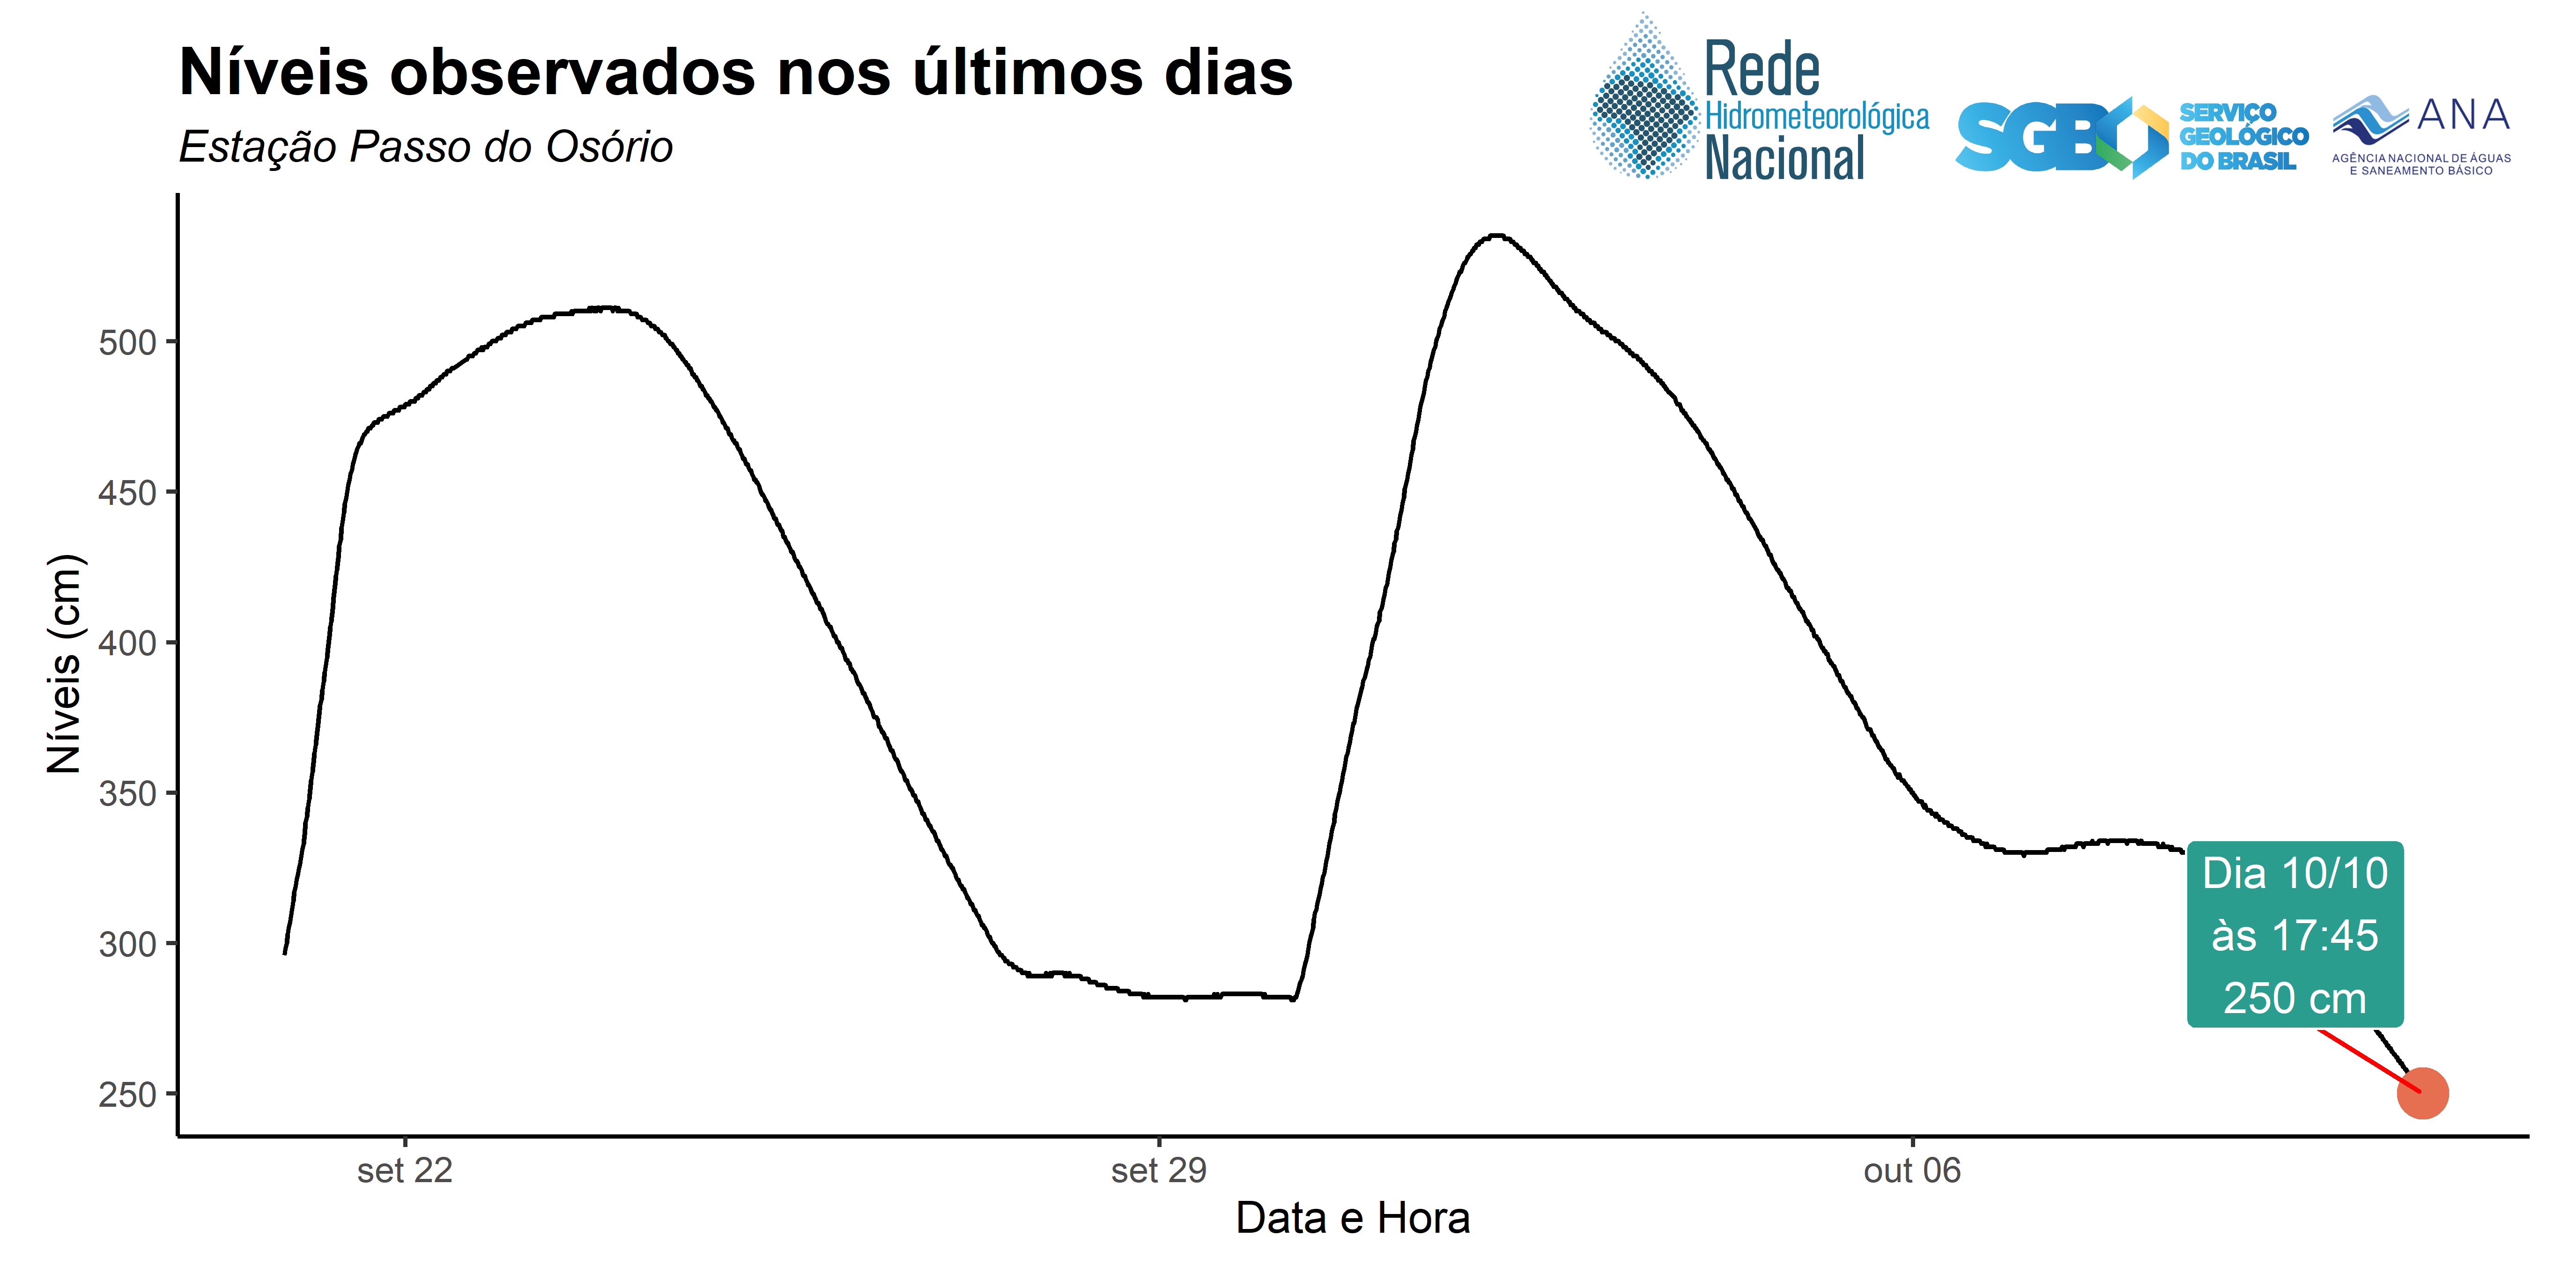 Níveis observados nos últimos dias
Estação Passo do Osório
Rede
Hidrometeorológica
Nacional
SGB
SERVIÇO
GEOLÓGICO
DO BRASIL
ANA
AGÊNCIA NACIONAL DE ÁGUAS
E SANEAMENTO BÁSICO
Níveis (cm)
500
450
400
350
300
250
Dia 10/10
às 17:45
250 cm
set 22
set 29
out 06
Data e Hora